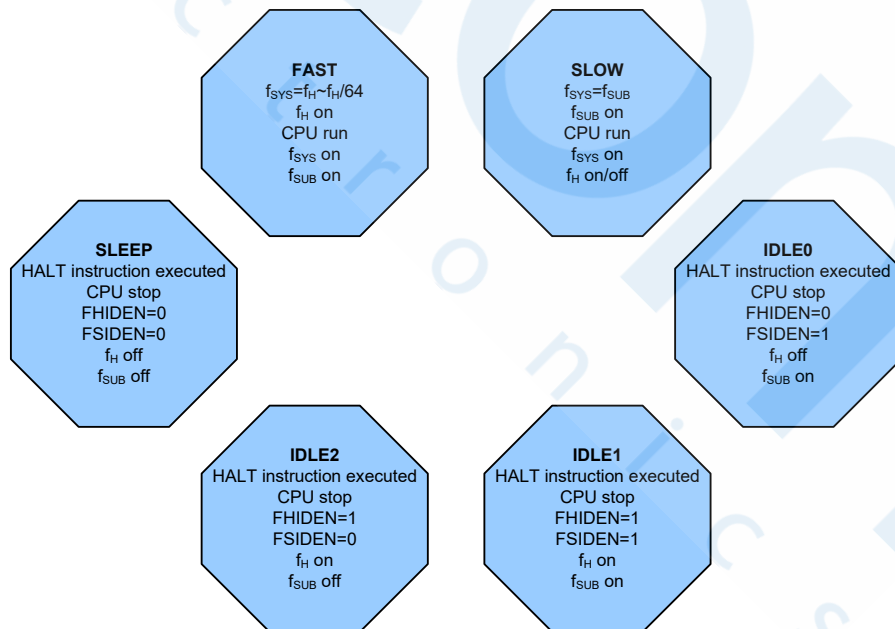 FAST
fSYS=fH~fH/64
fH on
CPU run
fSYS on
fSUB on
SLOW
fSYS=fSUB
fSUB on
CPU run
fSYS on
fH on/off
SLEEP
HALT instruction executed
CPU stop
FHIDEN=0
FSIDEN=0
fH off
fSUB off
IDLE0
HALT instruction executed
CPU stop
FHIDEN=0
FSIDEN=1
fH off
fSUB on
IDLE2
HALT instruction executed
CPU stop
FHIDEN=1
FSIDEN=0
fH on
fSUB off
IDLE1
HALT instruction executed
CPU stop
FHIDEN=1
FSIDEN=1
fH on
fSUB on